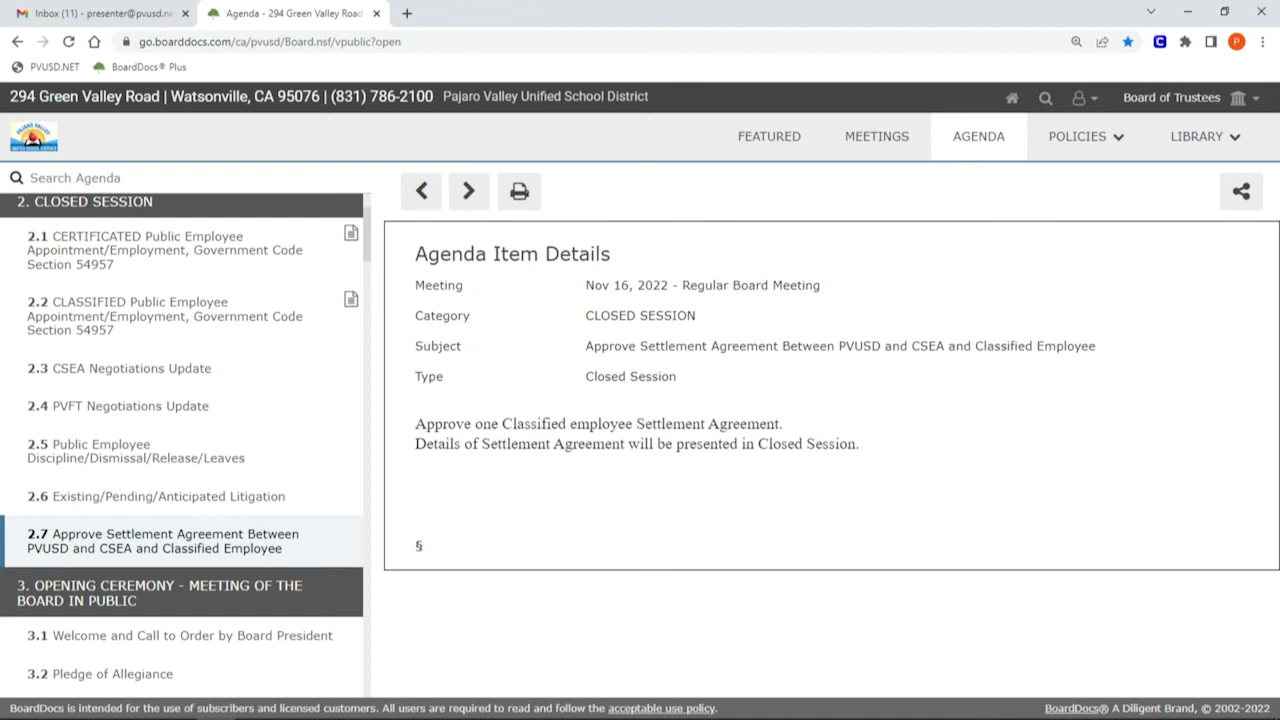 Inbox (11) - presenter@pvusd.ne
Agenda - 294 Green Valley Road
go.boarddocs.com/ca/pvusd/Board.nsf/vpublic?open
C
P
PVUSD.NET
BoardDocs® Plus
294 Green Valley Road | Watsonville, CA 95076 | (831) 786-2100 Pajaro Valley Unified School District
Board of Trustees
PAJARO VALLEY
UNIFIED SCHOOL DISTRICT
FEATURED
MEETINGS
AGENDA
POLICIES
LIBRARY
Search Agenda
2. CLOSED SESSION
2.1 CERTIFICATED Public Employee
Appointment/Employment, Government Code
Section 54957
2.2 CLASSIFIED Public Employee
Appointment/Employment, Government Code
Section 54957
2.3 CSEA Negotiations Update
2.4 PVFT Negotiations Update
2.5 Public Employee
Discipline/Dismissal/Release/Leaves
2.6 Existing/Pending/Anticipated Litigation
2.7 Approve Settlement Agreement Between
PVUSD and CSEA and Classified Employee
3. OPENING CEREMONY - MEETING OF THE
BOARD IN PUBLIC
3.1 Welcome and Call to Order by Board President
3.2 Pledge of Allegiance
Agenda Item Details
Meeting Nov 16, 2022 - Regular Board Meeting
Category CLOSED SESSION
Subject Approve Settlement Agreement Between PVUSD and CSEA and Classified Employee
Type Closed Session
Approve one Classified employee Settlement Agreement.
Details of Settlement Agreement will be presented in Closed Session.
§
BoardDocs is intended for the use of subscribers and licensed customers. All users are required to read and follow the acceptable use policy.
BoardDocs® A Diligent Brand, © 2002-2022